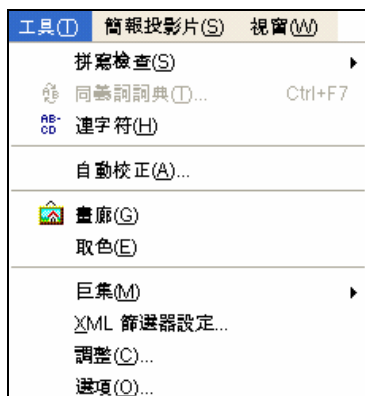 工具(T) 簡報投影片(S) 視窗(W)
拼寫檢查(S)
同義詞詞典(T)... Ctrl+F7
AB-CD 連字符(H)
自動校正(A)...
畫廊(G)
取色(E)
巨集(M)
XML 篩選器設定...
調整(C)...
選項(O)...